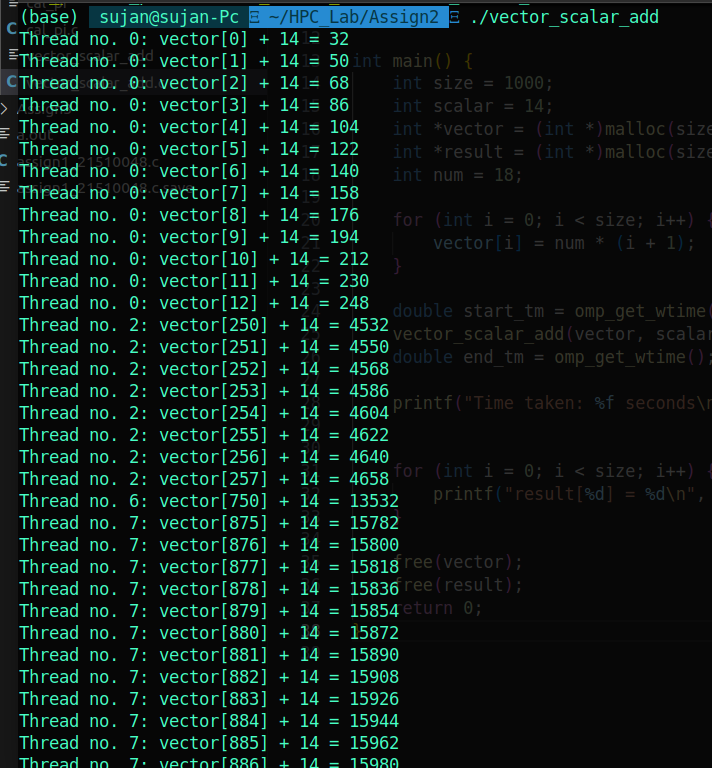 (base) sujan@sujan-Pc ~/HPC_Lab/Assign2 ./vector_scalar_add
Thread no. 0: vector[0] + 14 = 32
Thread no. 0: vector[1] + 14 = 50
Thread no. 0: vector[2] + 14 = 68
Thread no. 0: vector[3] + 14 = 86
Thread no. 0: vector[4] + 14 = 104
Thread no. 0: vector[5] + 14 = 122
Thread no. 0: vector[6] + 14 = 140
Thread no. 0: vector[7] + 14 = 158
Thread no. 0: vector[8] + 14 = 176
Thread no. 0: vector[9] + 14 = 194
Thread no. 0: vector[10] + 14 = 212
Thread no. 0: vector[11] + 14 = 230
Thread no. 0: vector[12] + 14 = 248
Thread no. 2: vector[250] + 14 = 4532
Thread no. 2: vector[251] + 14 = 4550
Thread no. 2: vector[252] + 14 = 4568
Thread no. 2: vector[253] + 14 = 4586
Thread no. 2: vector[254] + 14 = 4604
Thread no. 2: vector[255] + 14 = 4622
Thread no. 2: vector[256] + 14 = 4640
Thread no. 2: vector[257] + 14 = 4658
Thread no. 6: vector[750] + 14 = 13532
Thread no. 7: vector[875] + 14 = 15782
Thread no. 7: vector[876] + 14 = 15800
Thread no. 7: vector[877] + 14 = 15818
Thread no. 7: vector[878] + 14 = 15836
Thread no. 7: vector[879] + 14 = 15854
Thread no. 7: vector[880] + 14 = 15872
Thread no. 7: vector[881] + 14 = 15890
Thread no. 7: vector[882] + 14 = 15908
Thread no. 7: vector[883] + 14 = 15926
Thread no. 7: vector[884] + 14 = 15944
Thread no. 7: vector[885] + 14 = 15962
Thread no. 7: vector[886] + 14 = 15980
int main() {
int size = 1000;
int scalar = 14;
int *vector = (int *)malloc(size
int *result = (int *)malloc(size
int num = 18;
for (int i = 0; i < size; i++) {
vector[i] = num * (i + 1);
}
double start_tm = omp_get_wtime(
vector_scalar_add(vector, scalar
double end_tm = omp_get_wtime();
printf("Time taken: %f seconds\n
for (int i = 0; i < size; i++) {
printf("result[%d] = %d\n",
free(vector);
free(result);
return 0;